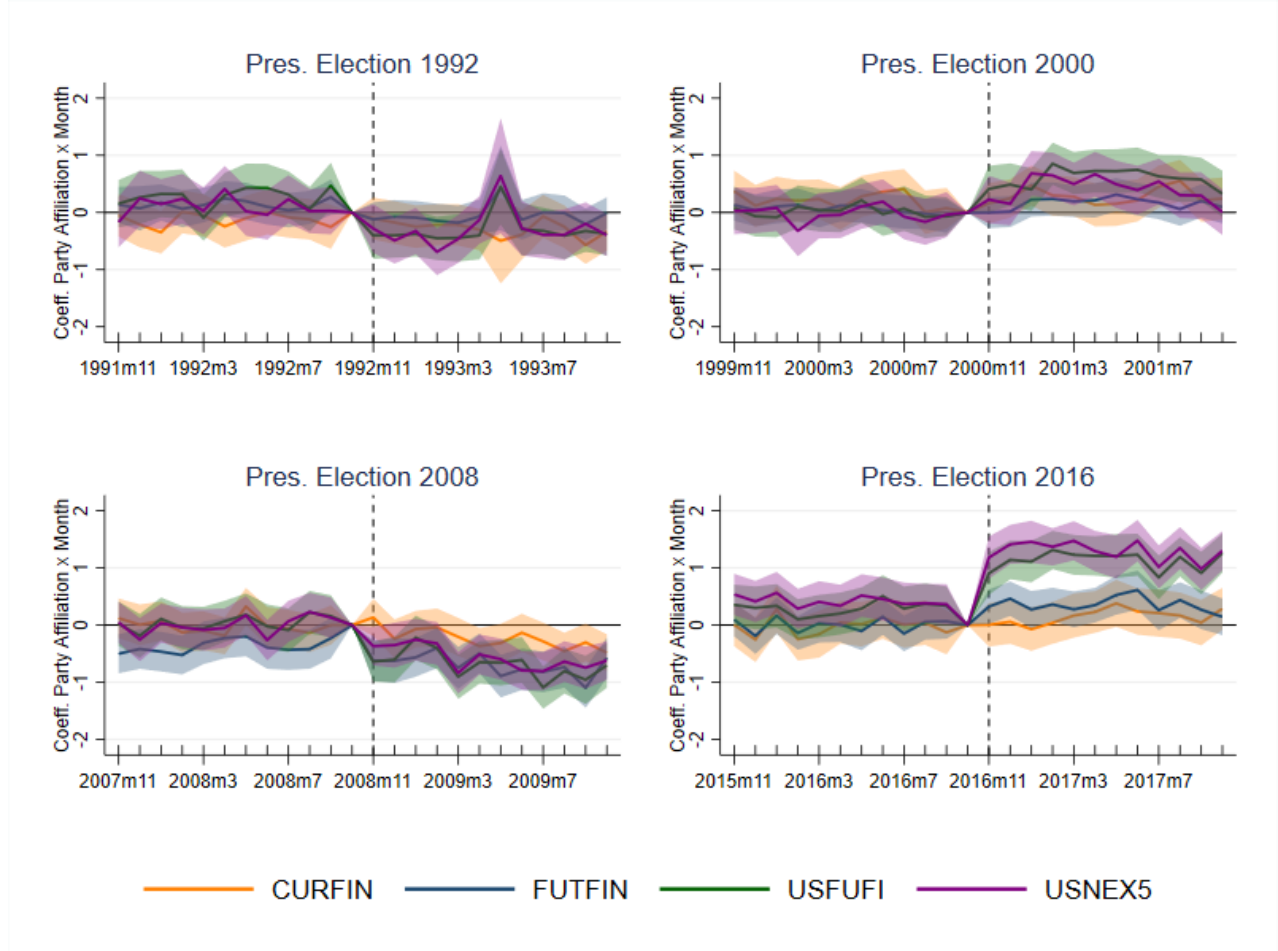 Pres. Election 1992
Coeff. Party Affiliation x Month
2
1
0
-1
-2
1991m11 1992m3 1992m7 1992m11 1993m3 1993m7
Pres. Election 2000
Coeff. Party Affiliation x Month
2
1
0
-1
-2
1999m11 2000m3 2000m7 2000m11 2001m3 2001m7
Pres. Election 2008
Coeff. Party Affiliation x Month
2
1
0
-1
-2
2007m11 2008m3 2008m7 2008m11 2009m3 2009m7
Pres. Election 2016
Coeff. Party Affiliation x Month
2
1
0
-1
-2
2015m11 2016m3 2016m7 2016m11 2017m3 2017m7
CURFIN FUTFIN USFUFI USNEX5